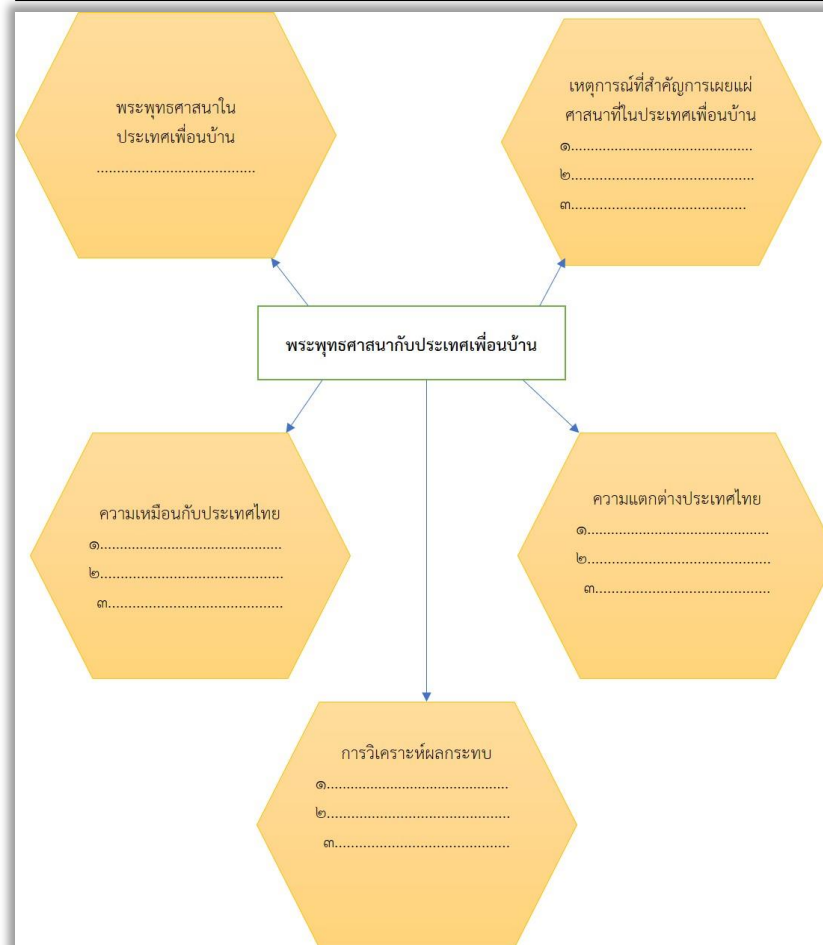 พระพุทธศาสนาใน
ประเทศเพื่อนบ้าน
.......................................
เหตุการณ์ที่สำคัญการเผยแผ่
ศาสนาที่ในประเทศเพื่อนบ้าน
๑............................................
๒............................................
๓...........................................
พระพุทธศาสนากับประเทศเพื่อนบ้าน
ความเหมือนกับประเทศไทย
๑............................................
๒............................................
๓...........................................
ความแตกต่างประเทศไทย
๑............................................
๒............................................
๓...........................................
การวิเคราะห์ผลกระทบ
๑............................................
๒............................................
๓...........................................